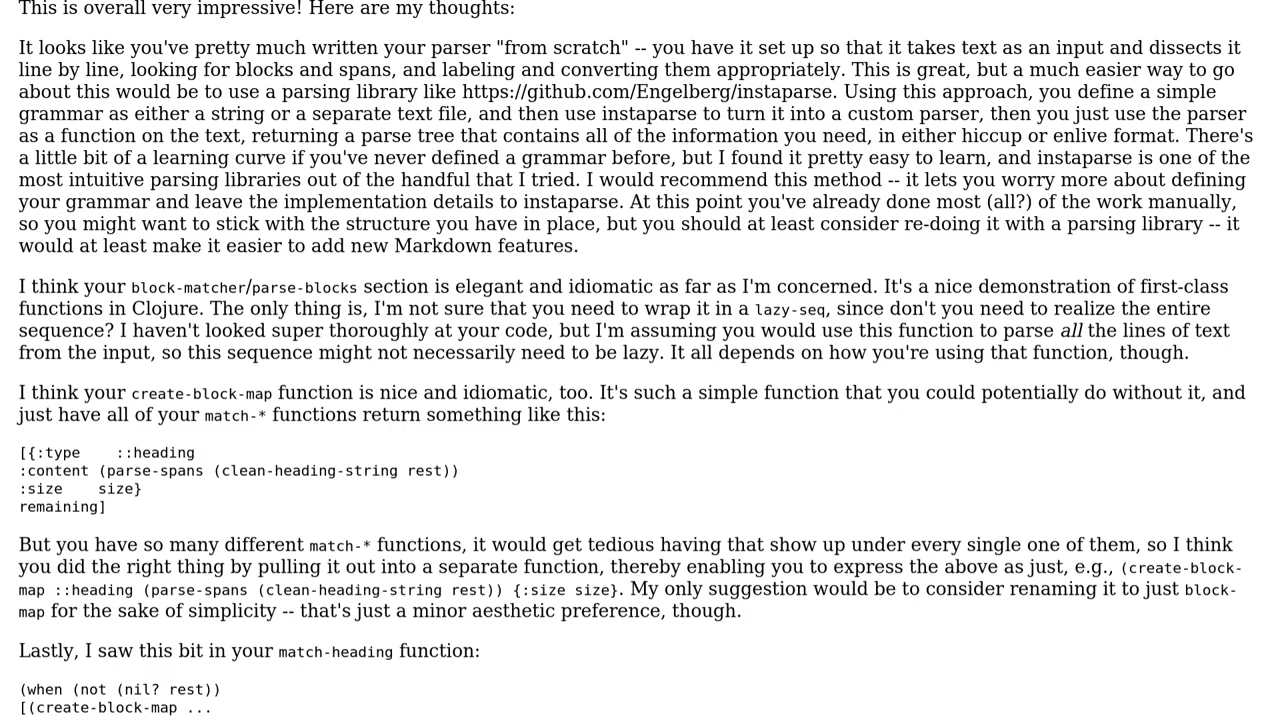 This is overall very impressive! Here are my thoughts:
It looks like you've pretty much written your parser "from scratch" -- you have it set up so that it takes text as an input and dissects it
line by line, looking for blocks and spans, and labeling and converting them appropriately. This is great, but a much easier way to go
about this would be to use a parsing library like https://github.com/Engelberg/instaparse. Using this approach, you define a simple
grammar as either a string or a separate text file, and then use instaparse to turn it into a custom parser, then you just use the parser
as a function on the text, returning a parse tree that contains all of the information you need, in either hiccup or enlive format. There's
a little bit of a learning curve if you've never defined a grammar before, but I found it pretty easy to learn, and instaparse is one of the
most intuitive parsing libraries out of the handful that I tried. I would recommend this method -- it lets you worry more about defining
your grammar and leave the implementation details to instaparse. At this point you've already done most (all?) of the work manually,
so you might want to stick with the structure you have in place, but you should at least consider re-doing it with a parsing library -- it
would at least make it easier to add new Markdown features.
I think your block-matcher/parse-blocks section is elegant and idiomatic as far as I'm concerned. It's a nice demonstration of first-class
functions in Clojure. The only thing is, I'm not sure that you need to wrap it in a lazy-seq, since don't you need to realize the entire
sequence? I haven't looked super thoroughly at your code, but I'm assuming you would use this function to parse all the lines of text
from the input, so this sequence might not necessarily need to be lazy. It all depends on how you're using that function, though.
I think your create-block-map function is nice and idiomatic, too. It's such a simple function that you could potentially do without it, and
just have all of your match-* functions return something like this:
[{:type    ::heading
:content (parse-spans (clean-heading-string rest))
:size    size}
remaining]
But you have so many different match-* functions, it would get tedious having that show up under every single one of them, so I think
you did the right thing by pulling it out into a separate function, thereby enabling you to express the above as just, e.g., (create-block-
map ::heading (parse-spans (clean-heading-string rest)) {:size size}. My only suggestion would be to consider renaming it to just block-
map for the sake of simplicity -- that's just a minor aesthetic preference, though.
Lastly, I saw this bit in your match-heading function:
(when (not (nil? rest))
[(create-block-map ...